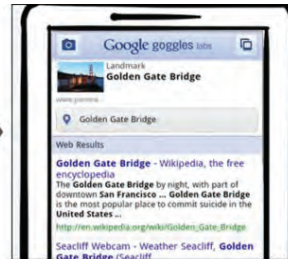 Google goggles labs
Landmark
Golden Gate Bridge
Golden Gate Bridge
Web Results
Golden Gate Bridge - Wikipedia, the free
encyclopedia
The Golden Gate Bridge by night, with part of
downtown San Francisco ... Golden Gate Bridge
is the most popular place to commit suicide in the
United States ...
http://en.wikipedia.org/wiki/Golden_Gate_Bridge
Seacliff Webcam - Weather Seacliff, Golden
Gate Bridge (Seacliff